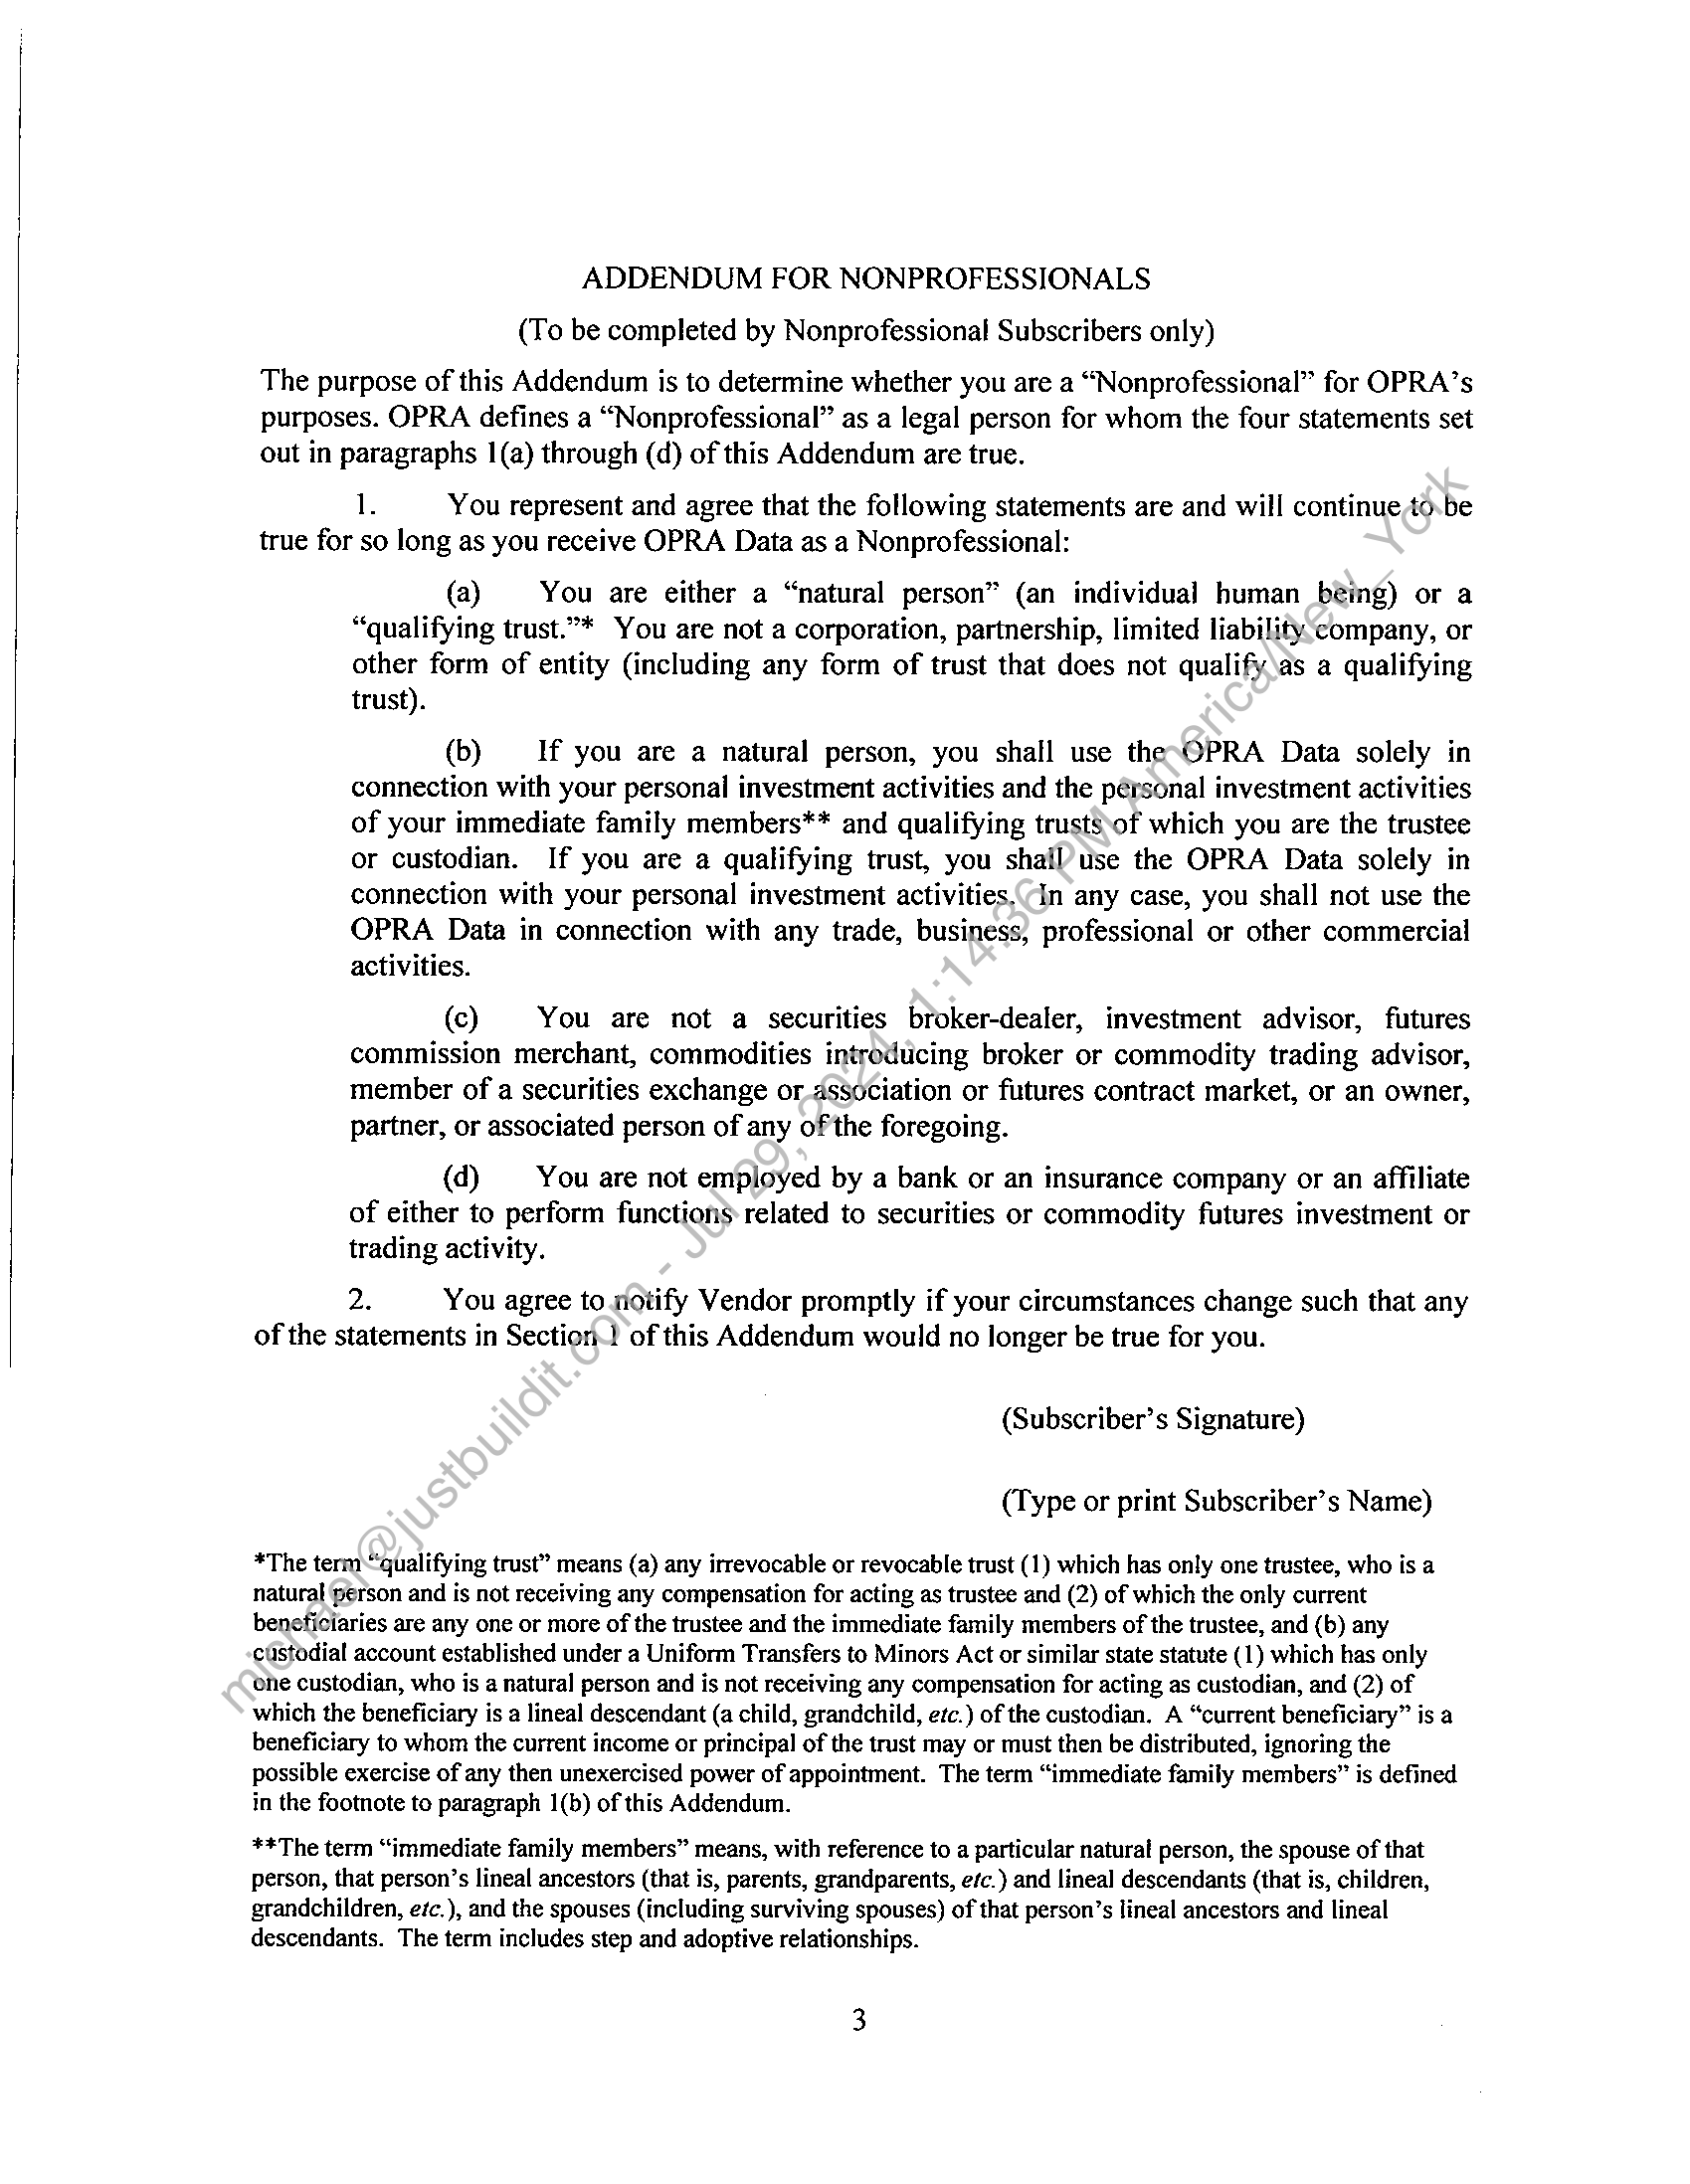 ADDENDUM FOR NONPROFESSIONALS
(To be completed by Nonprofessional Subscribers only)
The purpose of this Addendum is to determine whether you are a “Nonprofessional” for OPRA’s
purposes. OPRA defines a “Nonprofessional” as a legal person for whom the four statements set
out in paragraphs 1(a) through (d) of this Addendum are true.
1. You represent and agree that the following statements are and will continue to be
true for so long as you receive OPRA Data as a Nonprofessional:
(a) You are either a “natural person” (an individual human being) or a
“qualifying trust.”* You are not a corporation, partnership, limited liability company, or
other form of entity (including any form of trust that does not qualify as a qualifying
trust).
(b) If you are a natural person, you shall use the OPRA Data solely in
connection with your personal investment activities and the personal investment activities
of your immediate family members** and qualifying trusts of which you are the trustee
or custodian. If you are a qualifying trust, you shall use the OPRA Data solely in
connection with your personal investment activities. In any case, you shall not use the
OPRA Data in connection with any trade, business, professional or other commercial
activities.
(c) You are not a securities broker-dealer, investment advisor, futures
commission merchant, commodities introducing broker or commodity trading advisor,
member of a securities exchange or association or futures contract market, or an owner,
partner, or associated person of any of the foregoing.
(d) You are not employed by a bank or an insurance company or an affiliate
of either to perform functions related to securities or commodity futures investment or
trading activity.
2. You agree to notify Vendor promptly if your circumstances change such that any
of the statements in Section 1 of this Addendum would no longer be true for you.
(Subscriber’s Signature)
(Type or print Subscriber’s Name)
*The term “qualifying trust” means (a) any irrevocable or revocable trust (1) which has only one trustee, who is a
natural person and is not receiving any compensation for acting as trustee and (2) of which the only current
beneficiaries are any one or more of the trustee and the immediate family members of the trustee, and (b) any
custodial account established under a Uniform Transfers to Minors Act or similar state statute (1) which has only
one custodian, who is a natural person and is not receiving any compensation for acting as custodian, and (2) of
which the beneficiary is a lineal descendant (a child, grandchild, etc.) of the custodian. A “current beneficiary” is a
beneficiary to whom the current income or principal of the trust may or must then be distributed, ignoring the
possible exercise of any then unexercised power of appointment. The term “immediate family members” is defined
in the footnote to paragraph 1(b) of this Addendum.
**The term “immediate family members” means, with reference to a particular natural person, the spouse of that
person, that person’s lineal ancestors (that is, parents, grandparents, etc.) and lineal descendants (that is, children,
grandchildren, etc.), and the spouses (including surviving spouses) of that person’s lineal ancestors and lineal
descendants. The term includes step and adoptive relationships.
3
michael@justbuildit.com - Jul 29, 2024, 1:14:36 PM America/New_York